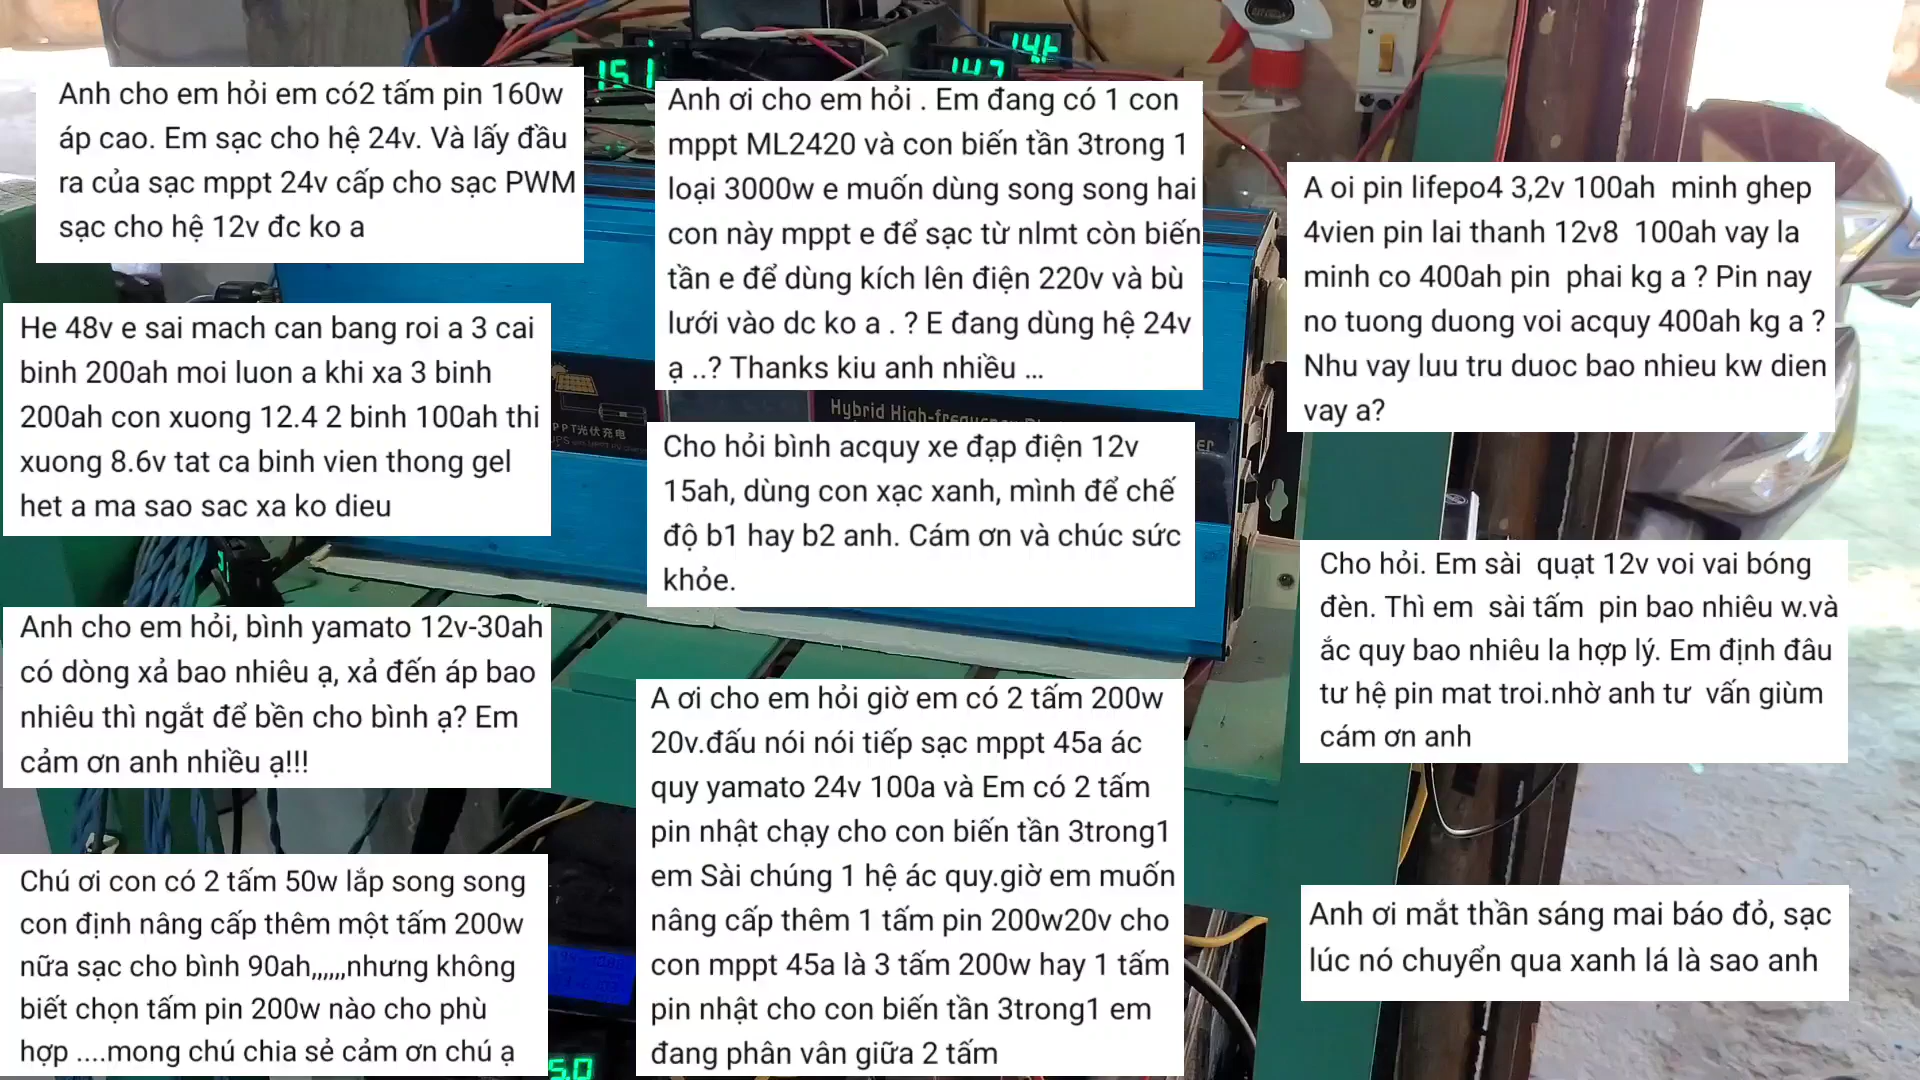 15.1
14.7
14.t
Anh cho em hỏi em có2 tấm pin 160w
áp cao. Em sạc cho hệ 24v. Và lấy đầu
ra của sạc mppt 24v cấp cho sạc PWM
sạc cho hệ 12v đc ko a
He 48v e sai mach can bang roi a 3 cai
binh 200ah moi luon a khi xa 3 binh
200ah con xuong 12.4 2 binh 100ah thi
xuong 8.6v tat ca binh vien thong gel
het a ma sao sac xa ko dieu
Anh cho em hỏi, bình yamato 12v-30ah
có dòng xả bao nhiêu ạ, xả đến áp bao
nhiêu thì ngắt để bền cho bình ạ? Em
cảm ơn anh nhiều ạ!!!
Chú ơi con có 2 tấm 50w lắp song song
con định nâng cấp thêm một tấm 200w
nữa sạc cho bình 90ah,,,,,,nhưng không
biết chọn tấm pin 200w nào cho phù
hợp ....mong chú chia sẻ cảm ơn chú ạ
Anh ơi cho em hỏi . Em đang có 1 con
mppt ML2420 và con biến tần 3trong 1
loại 3000w e muốn dùng song song hai
con này mppt e để sạc từ nlmt còn biến
tần e để dùng kích lên điện 220v và bù
lưới vào dc ko a . ? E đang dùng hệ 24v
ạ ..? Thanks kiu anh nhiều ...
Hybrid High-frequency
PPT光伏充电
Cho hỏi bình acquy xe đạp điện 12v
15ah, dùng con xạc xanh, mình để chế
độ b1 hay b2 anh. Cám ơn và chúc sức
khỏe.
A ơi cho em hỏi giờ em có 2 tấm 200w
20v.đấu nói nói tiếp sạc mppt 45a ác
quy yamato 24v 100a và Em có 2 tấm
pin nhật chạy cho con biến tần 3trong1
em Sài chúng 1 hệ ác quy.giờ em muốn
nâng cấp thêm 1 tấm pin 200w20v cho
con mppt 45a là 3 tấm 200w hay 1 tấm
pin nhật cho con biến tần 3trong1 em
đang phân vân giữa 2 tấm
A oi pin lifepo4 3,2v 100ah minh ghep
4vien pin lai thanh 12v8 100ah vay la
minh co 400ah pin phai kg a ? Pin nay
no tuong duong voi acquy 400ah kg a ?
Nhu vay luu tru duoc bao nhieu kw dien
vay a?
Cho hỏi. Em sài quạt 12v voi vai bóng
đèn. Thì em sài tấm pin bao nhiêu w.và
ắc quy bao nhiêu la hợp lý. Em định đâu
tư hệ pin mat troi.nhờ anh tư vấn giùm
cám ơn anh
Anh ơi mắt thần sáng mai báo đỏ, sạc
lúc nó chuyển qua xanh lá là sao anh
5.0